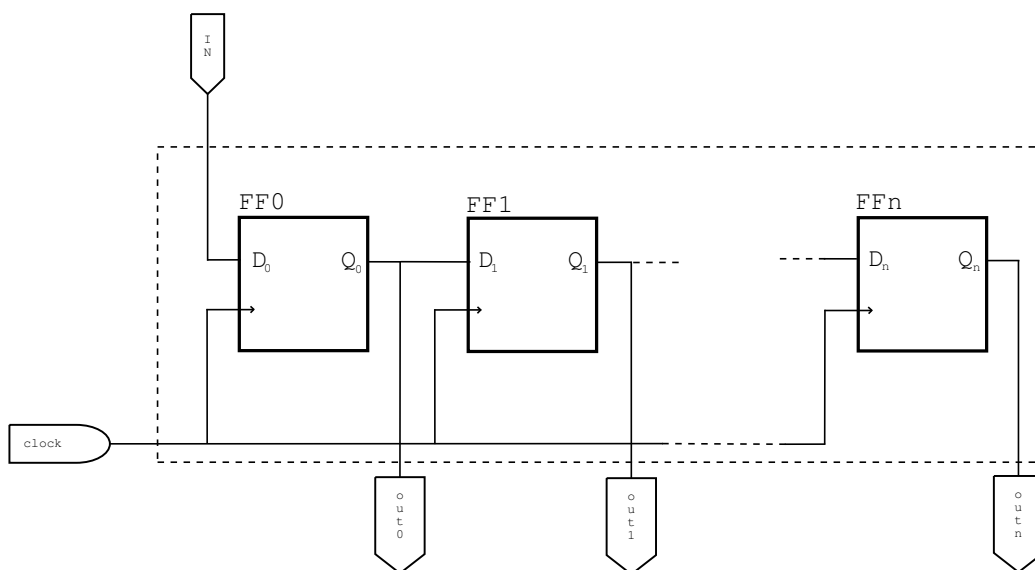 IN
FF0
FF1
FFn
D₀
Q₀
D₁
Q₁
Dₙ
Qₙ
clock
out0
out1
outn